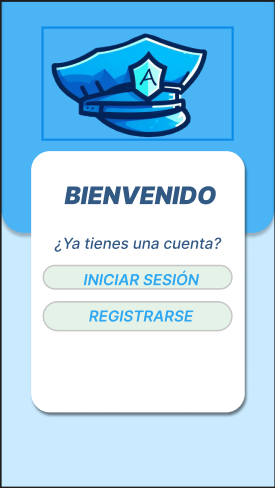 A
BIENVENIDO
¿Ya tienes una cuenta?
INICIAR SESIÓN
REGISTRARSE